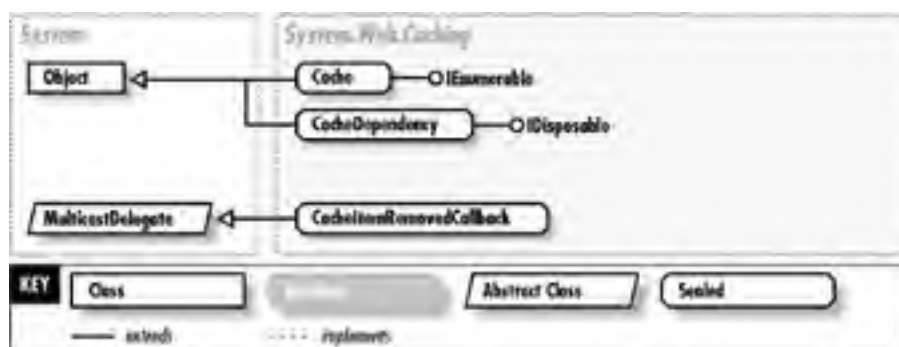 System
System.Web.Caching
Object
Cache
IEnumerable
CacheDependency
IDisposable
MulticastDelegate
CacheItemRemovedCallback
KEY
Class
Abstract Class
Sealed
extends
implements